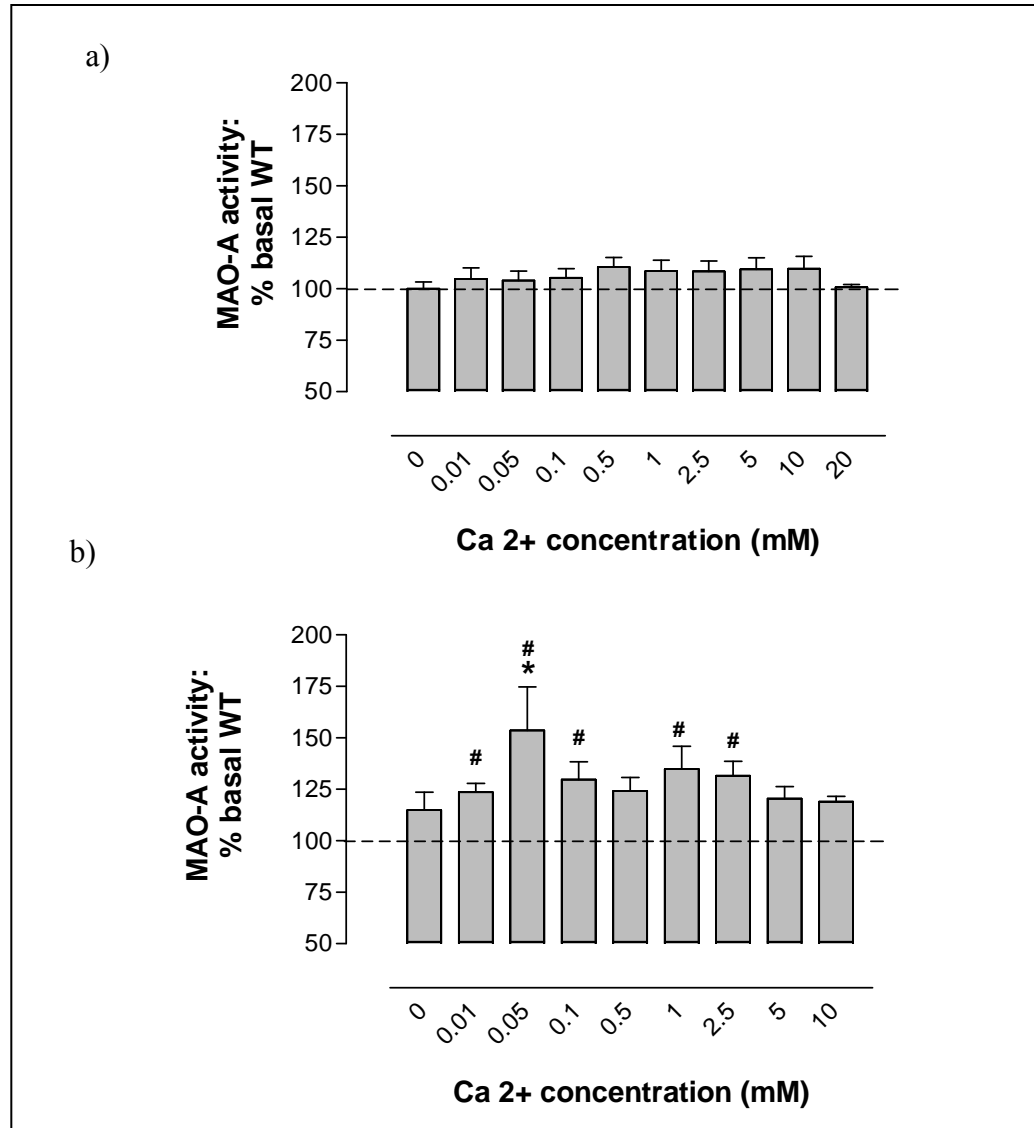 a)
200
175
150
125
100
75
50
MAO-A activity:
% basal WT
0 0.01 0.05 0.1 0.5 1 2.5 5 10 20
Ca 2+ concentration (mM)
b)
200
175
150
125
100
75
50
MAO-A activity:
% basal WT
#
*
# # # #
0 0.01 0.05 0.1 0.5 1 2.5 5 10
Ca 2+ concentration (mM)